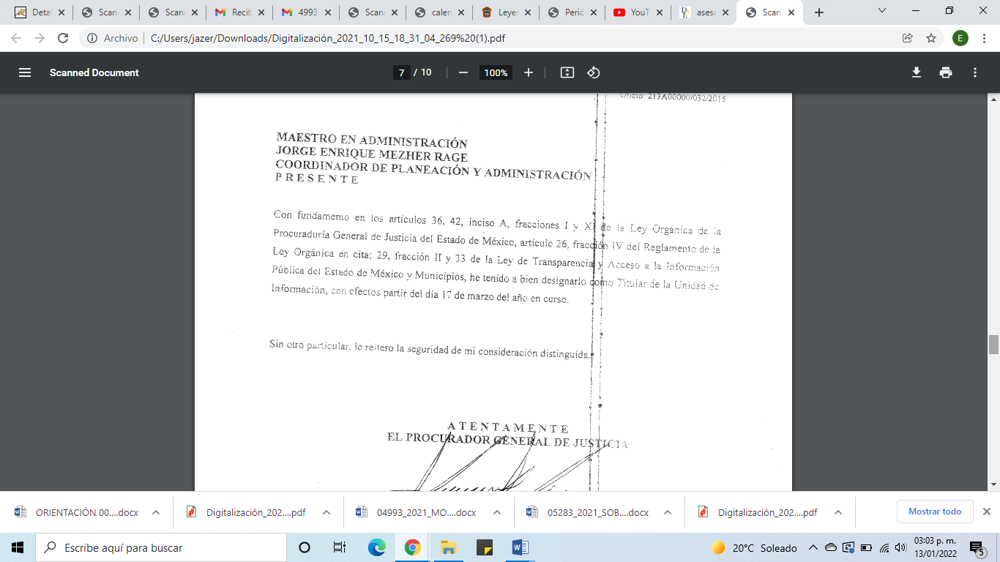 Detal
Scann
Scann
Recib
4993
Scann
calen
Leyes
Perió
YouT
aseso
Scan
Archivo
C:/Users/jazer/Downloads/Digitalización_2021_10_15_18_31_04_269%20(1).pdf
E
Scanned Document
7 / 10
100%
Oficio: 213A00000/032/2015
MAESTRO EN ADMINISTRACIÓN
JORGE ENRIQUE MEZHER RAGE
COORDINADOR DE PLANEACIÓN Y ADMINISTRACIÓN
P R E S E N T E
Con fundamento en los artículos 36, 42, inciso A, fracciones I y XI de la Ley Orgánica de la
Procuraduría General de Justicia del Estado de México, artículo 26, fracción IV del Reglamento de la
Ley Orgánica en cita; 29, fracción II y 33 de la Ley de Transparencia y Acceso a la Información
Pública del Estado de México y Municipios, he tenido a bien designarlo como Titular de la Unidad de
Información, con efectos partir del día 17 de marzo del año en curso.
Sin otro particular, le reitero la seguridad de mi consideración distinguida.
A T E N T A M E N T E
EL PROCURADOR GENERAL DE JUSTICIA
ORIENTACIÓN 00....docx
Digitalización_202....pdf
04993_2021_MO....docx
05283_2021_SOB....docx
Digitalización_202....pdf
Mostrar todo
Escribe aquí para buscar
20°C Soleado
03:03 p. m.
13/01/2022
5